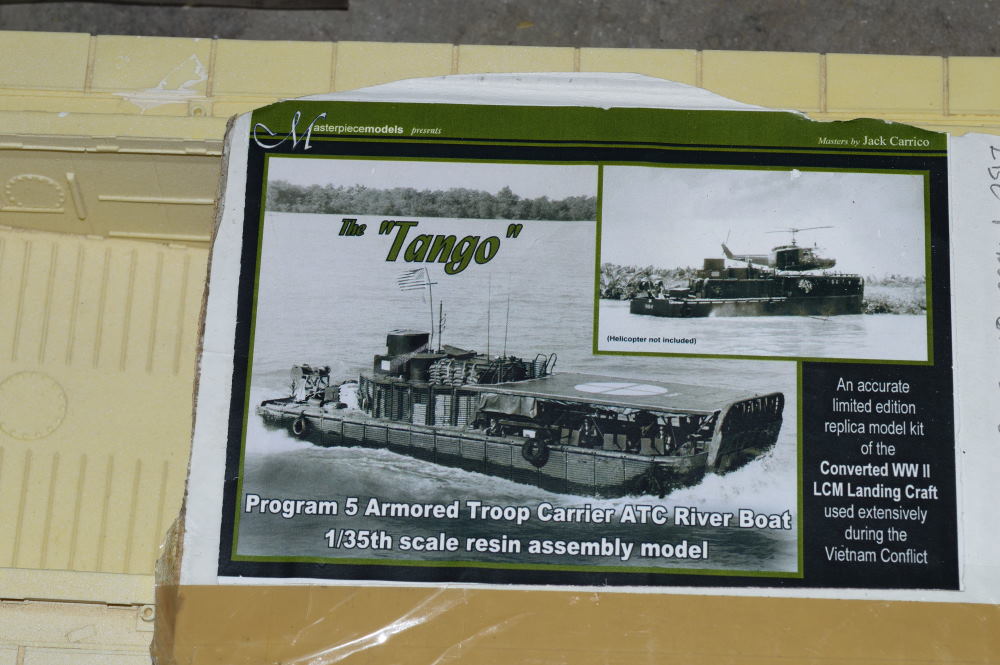 Masterpiecemodels presents
Masters by Jack Carrico
The "Tango"
(Helicopter not included)
An accurate
limited edition
replica model kit
of the
Converted WW II
LCM Landing Craft
used extensively
during the
Vietnam Conflict
Program 5 Armored Troop Carrier ATC River Boat
1/35th scale resin assembly model